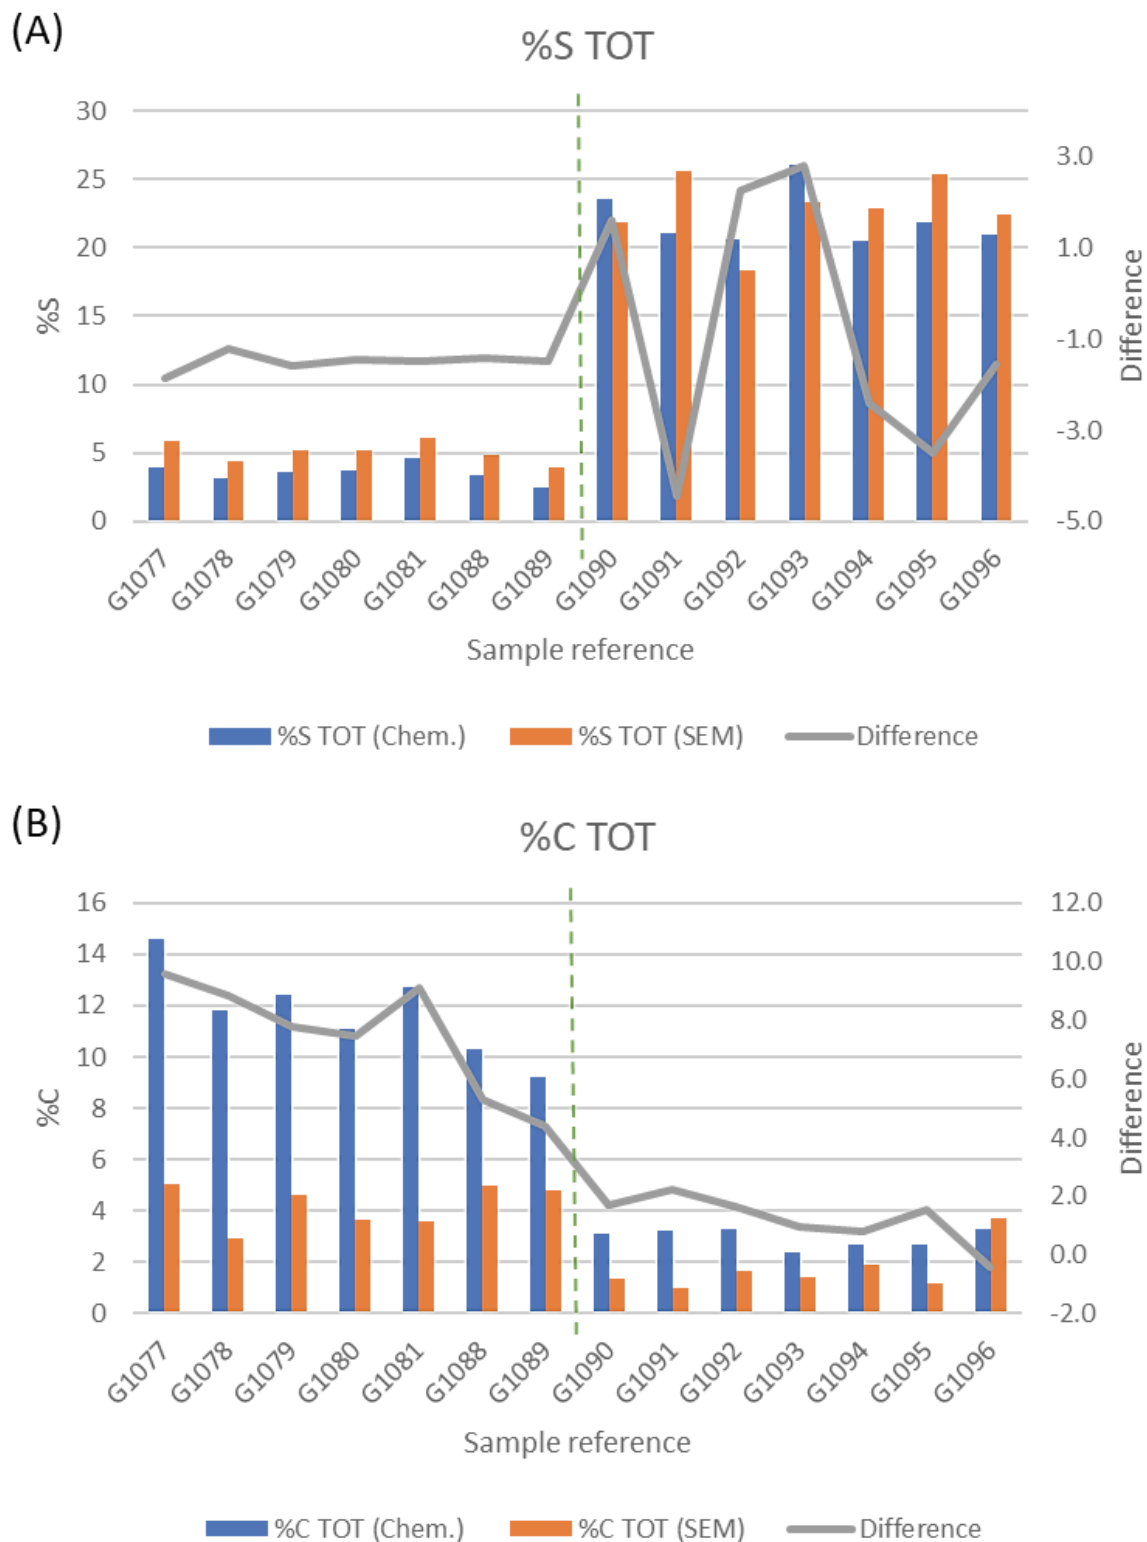 (A)
%S TOT
30
25
20
15
10
5
0
%S
3.0
1.0
-1.0
-3.0
-5.0
Difference
G1077 G1078 G1079 G1080 G1081 G1088 G1089 G1090 G1091 G1092 G1093 G1094 G1095 G1096
Sample reference
%S TOT (Chem.) %S TOT (SEM) Difference
(B)
%C TOT
16
14
12
10
8
6
4
2
0
%C
12.0
10.0
8.0
6.0
4.0
2.0
0.0
-2.0
Difference
G1077 G1078 G1079 G1080 G1081 G1088 G1089 G1090 G1091 G1092 G1093 G1094 G1095 G1096
Sample reference
%C TOT (Chem.) %C TOT (SEM) Difference